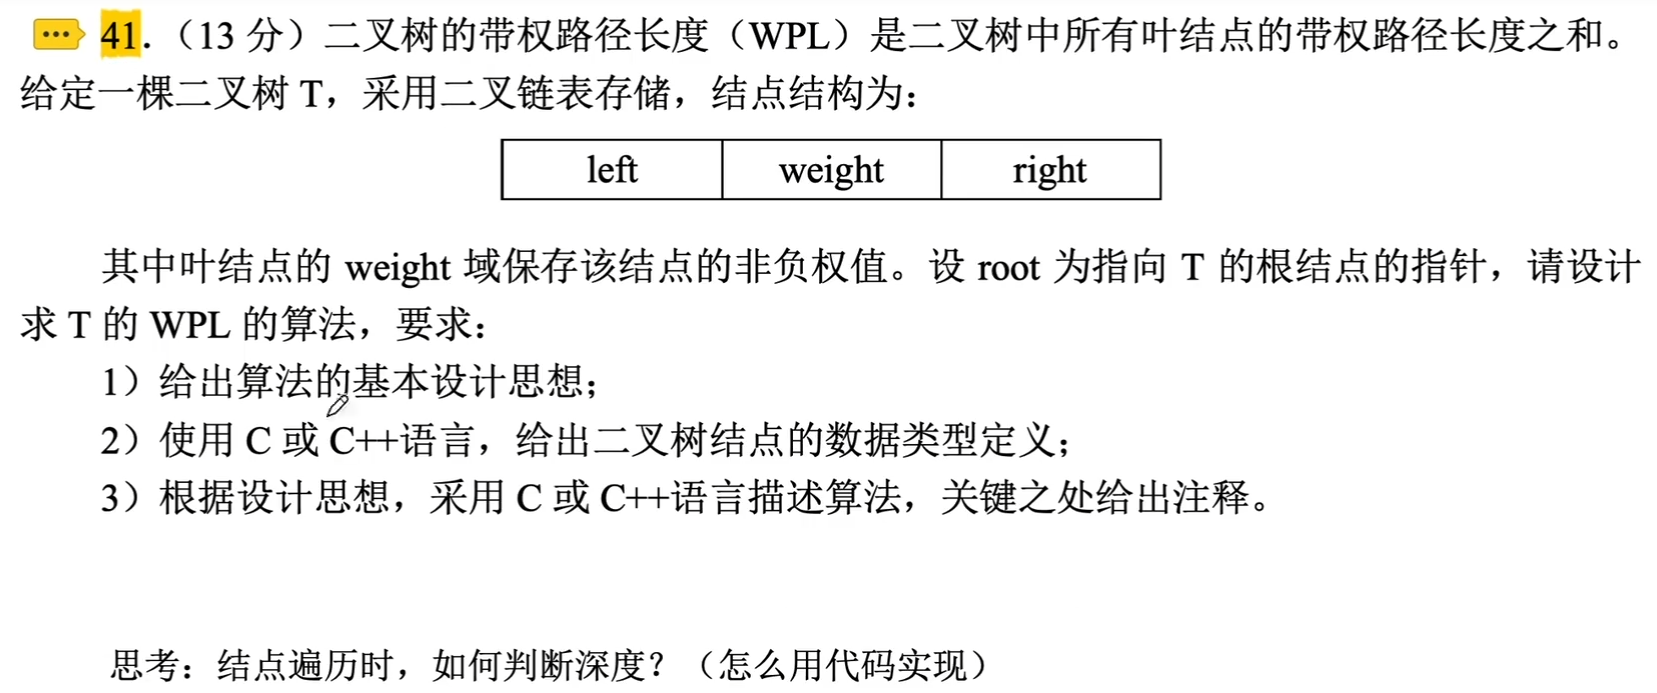 41.（13 分）二叉树的带权路径长度（WPL）是二叉树中所有叶结点的带权路径长度之和。
给定一棵二叉树 T，采用二叉链表存储，结点结构为：
left weight right
其中叶结点的 weight 域保存该结点的非负权值。设 root 为指向 T 的根结点的指针，请设计
求 T 的 WPL 的算法，要求：
1）给出算法的基本设计思想；
2）使用 C 或 C++语言，给出二叉树结点的数据类型定义；
3）根据设计思想，采用 C 或 C++语言描述算法，关键之处给出注释。
思考：结点遍历时，如何判断深度？（怎么用代码实现）